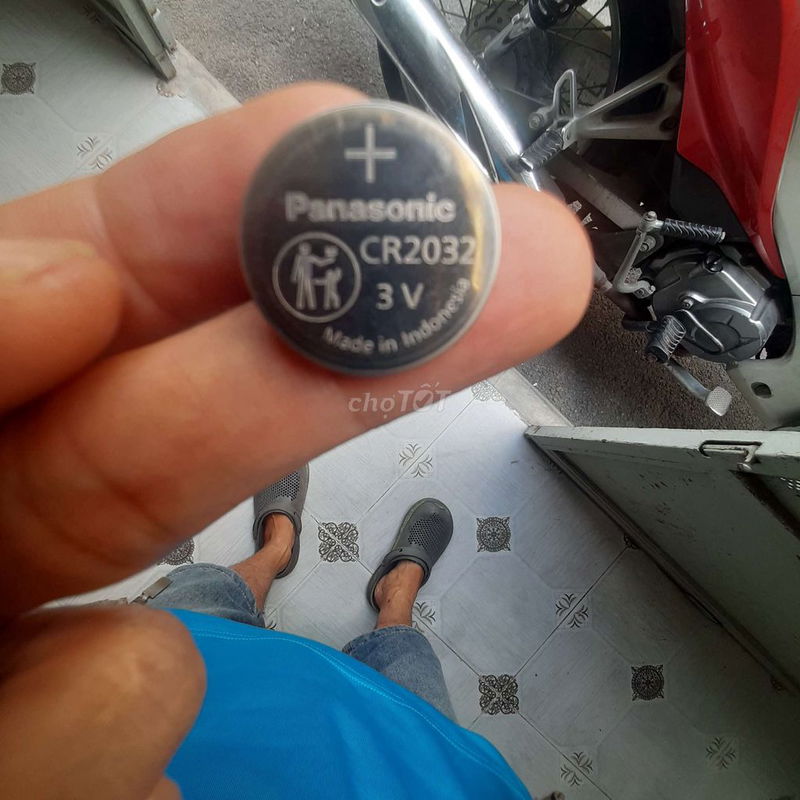 +
Panasonic
CR2032
3 V
Made in Indonesia
chợTỐT